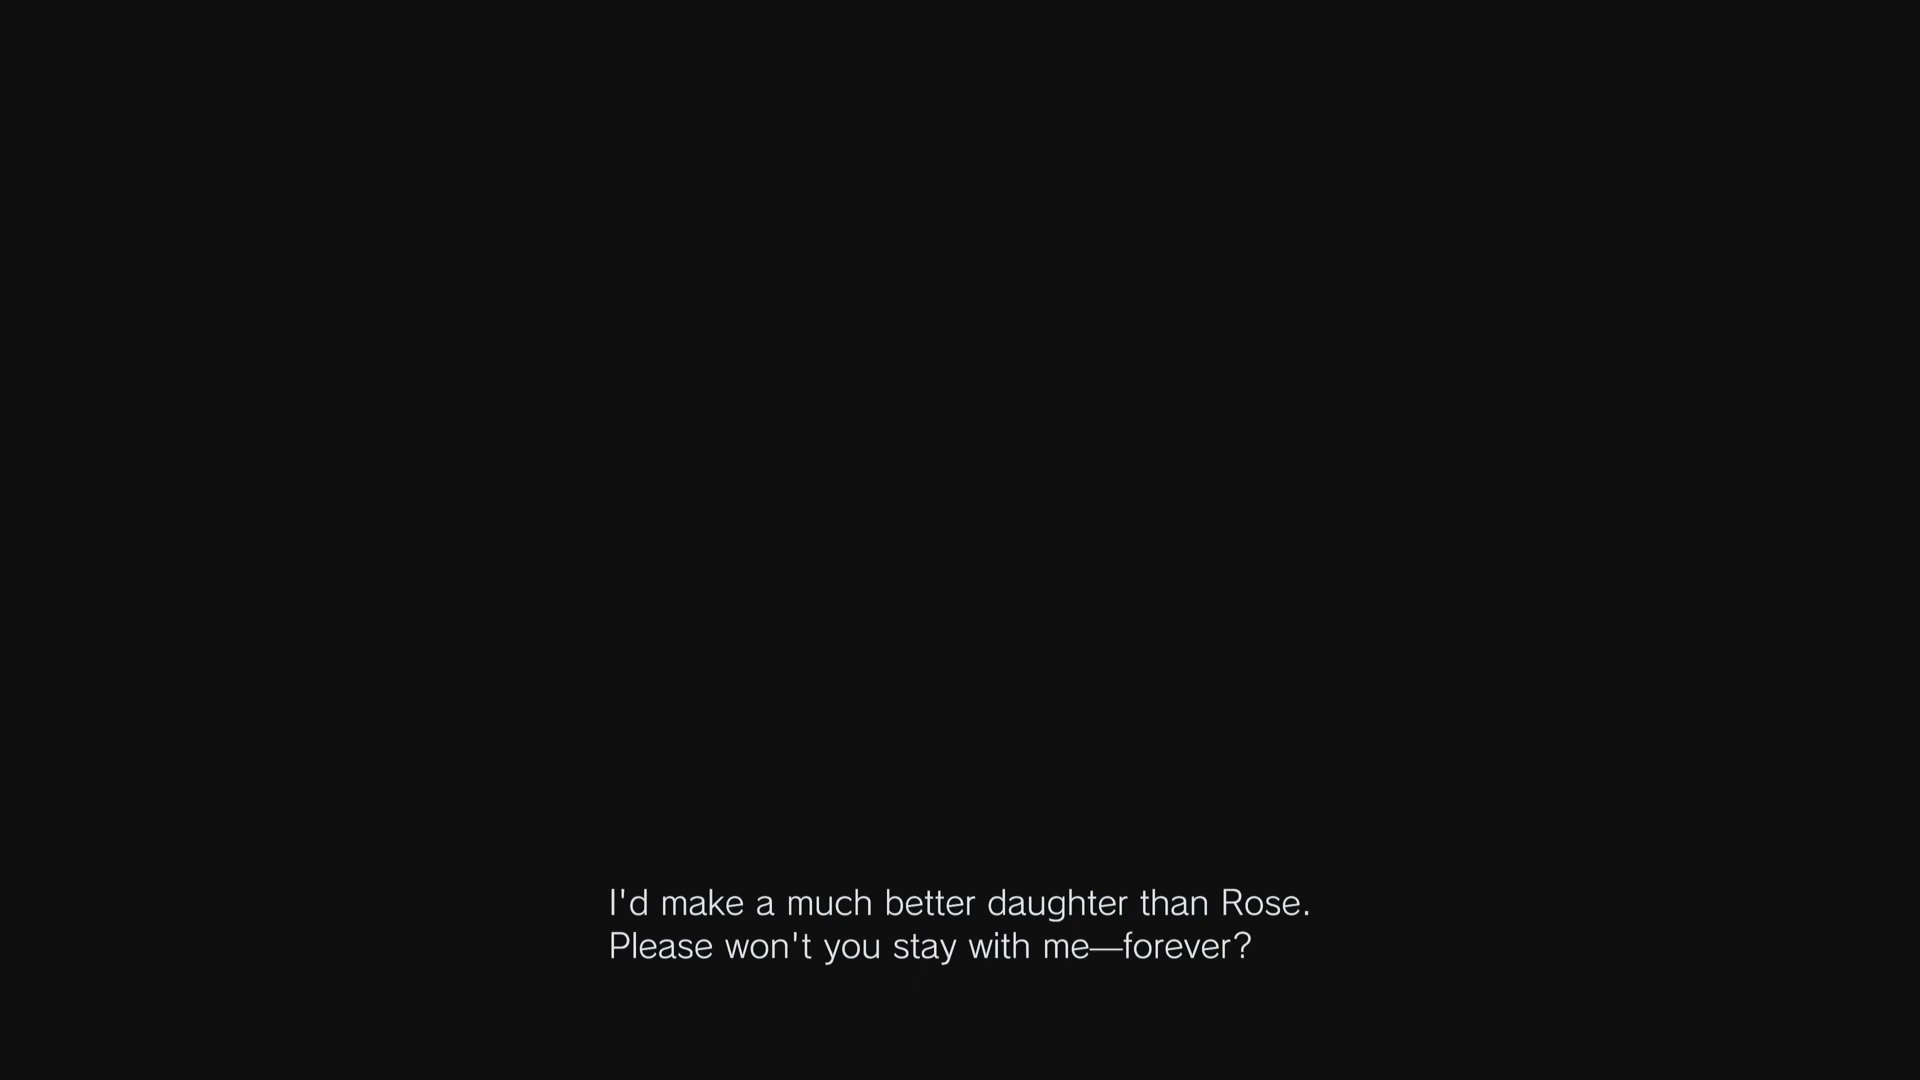 I'd make a much better daughter than Rose.
Please won't you stay with me—forever?